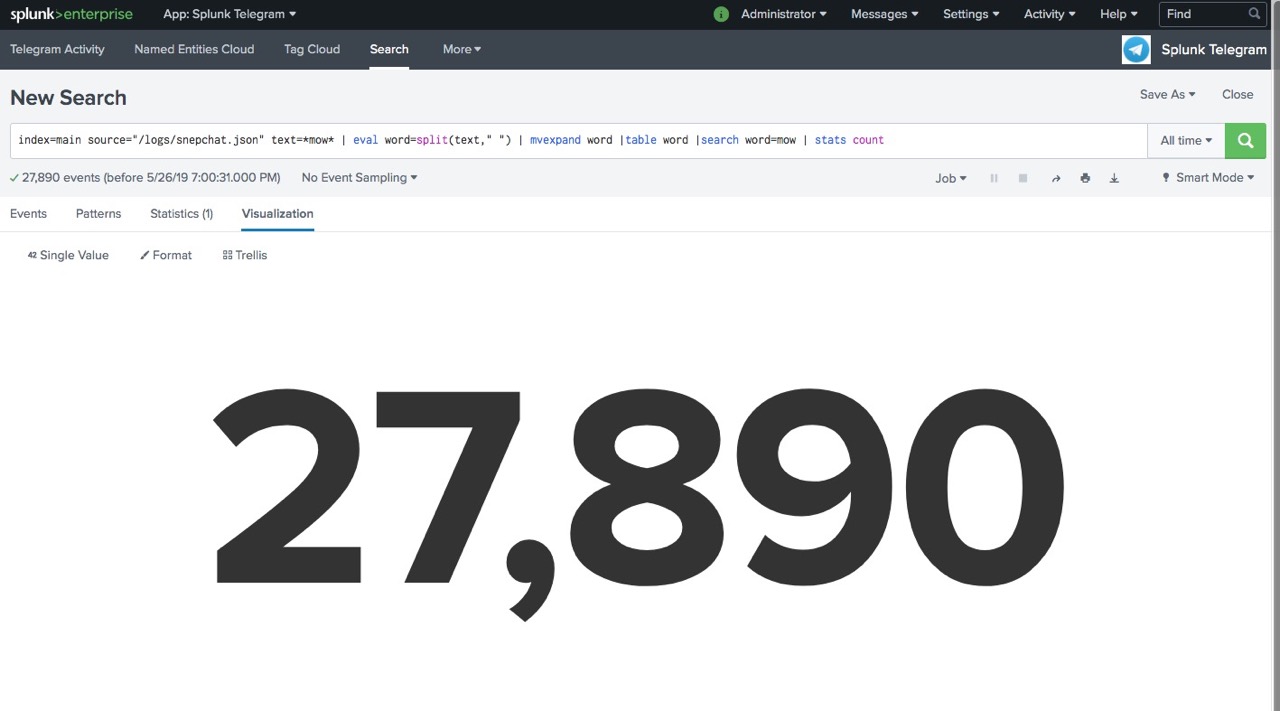 splunk>enterprise App: Splunk Telegram i Administrator Messages Settings Activity Help Find
Telegram Activity Named Entities Cloud Tag Cloud Search More Splunk Telegram
New Search Save As Close
index=main source="/logs/snepchat.json" text=*mow* | eval word=split(text," ") | mvexpand word |table word |search word=mow | stats count All time
27,890 events (before 5/26/19 7:00:31.000 PM) No Event Sampling Job Smart Mode
Events Patterns Statistics (1) Visualization
42 Single Value Format Trellis
27,890